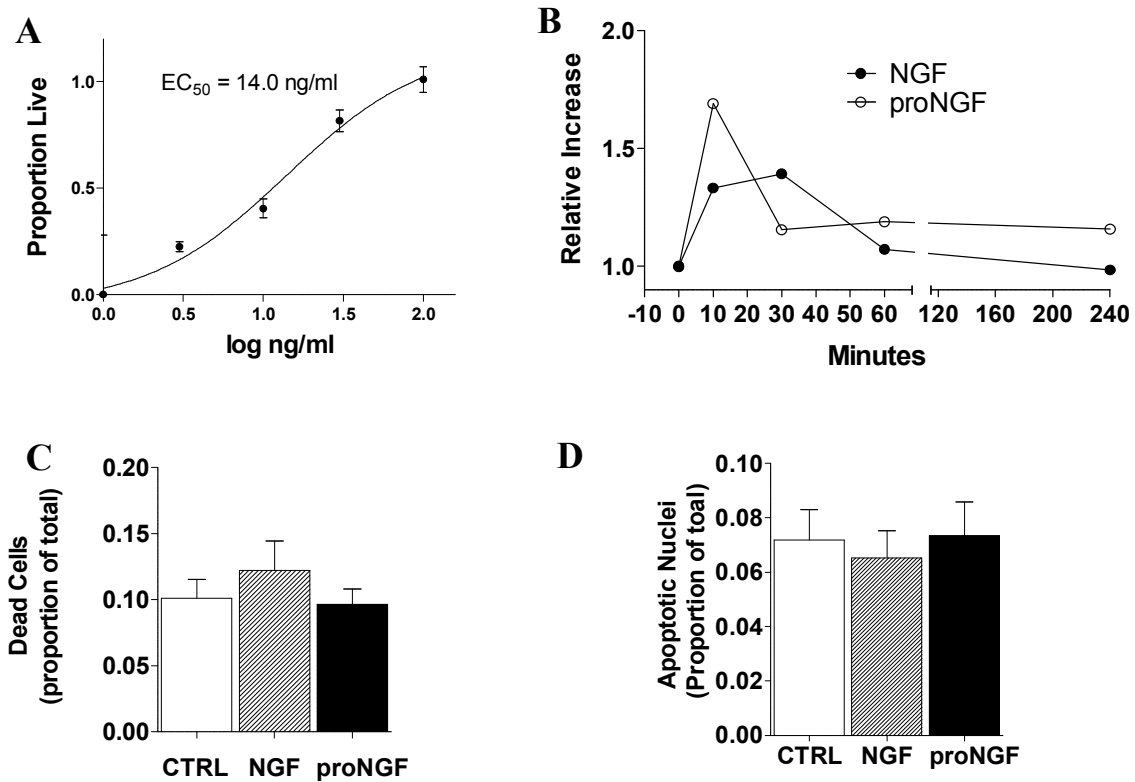 A
Proportion Live
1.0
0.5
0.0
EC50 = 14.0 ng/ml
0.0 0.5 1.0 1.5 2.0
log ng/ml
B
Relative Increase
2.0
1.5
1.0
NGF
proNGF
-10 0 10 20 30 40 50 60 120 160 200 240
Minutes
C
Dead Cells
(proportion of total)
0.20
0.15
0.10
0.05
0.00
CTRL NGF proNGF
D
Apoptotic Nuclei
(Proportion of toal)
0.10
0.08
0.06
0.04
0.02
0.00
CTRL NGF proNGF